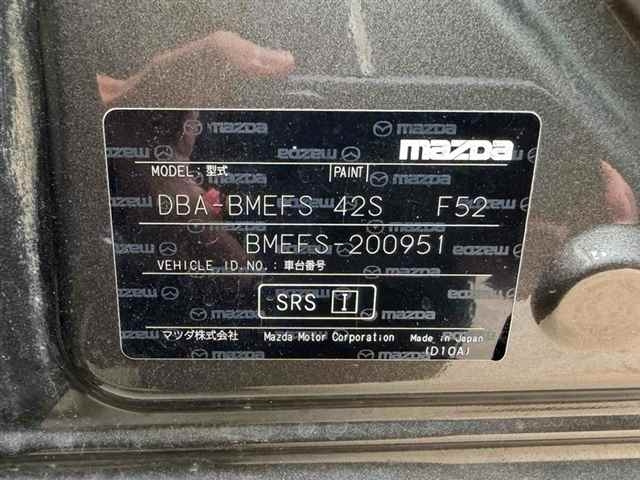 mazda
MODEL: 型式 PAINT
DBA-BMEFS 42S F52
BMEFS-200951
VEHICLE ID.NO.: 車台番号
SRS I
マツダ株式会社 Mazda Motor Corporation Made in Japan
(D10A)